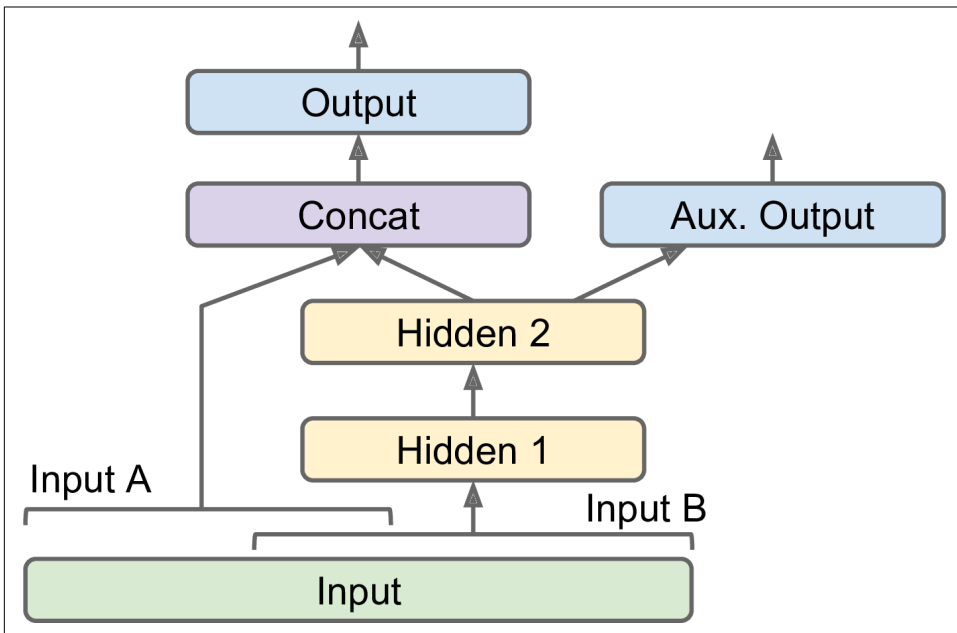 Output
Concat
Aux. Output
Hidden 2
Hidden 1
Input A
Input B
Input